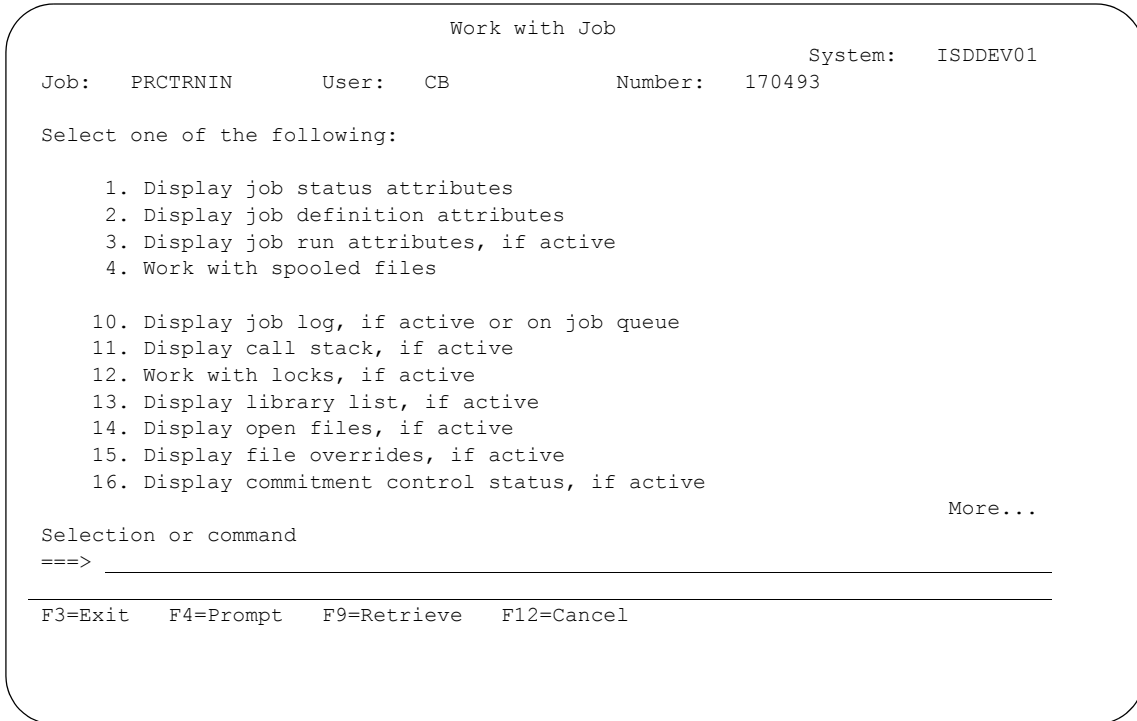 Work with Job
System: ISDDEV01
Job: PRCTRNIN User: CB Number: 170493
Select one of the following:
1. Display job status attributes
2. Display job definition attributes
3. Display job run attributes, if active
4. Work with spooled files
10. Display job log, if active or on job queue
11. Display call stack, if active
12. Work with locks, if active
13. Display library list, if active
14. Display open files, if active
15. Display file overrides, if active
16. Display commitment control status, if active
More...
Selection or command
===>
F3=Exit F4=Prompt F9=Retrieve F12=Cancel